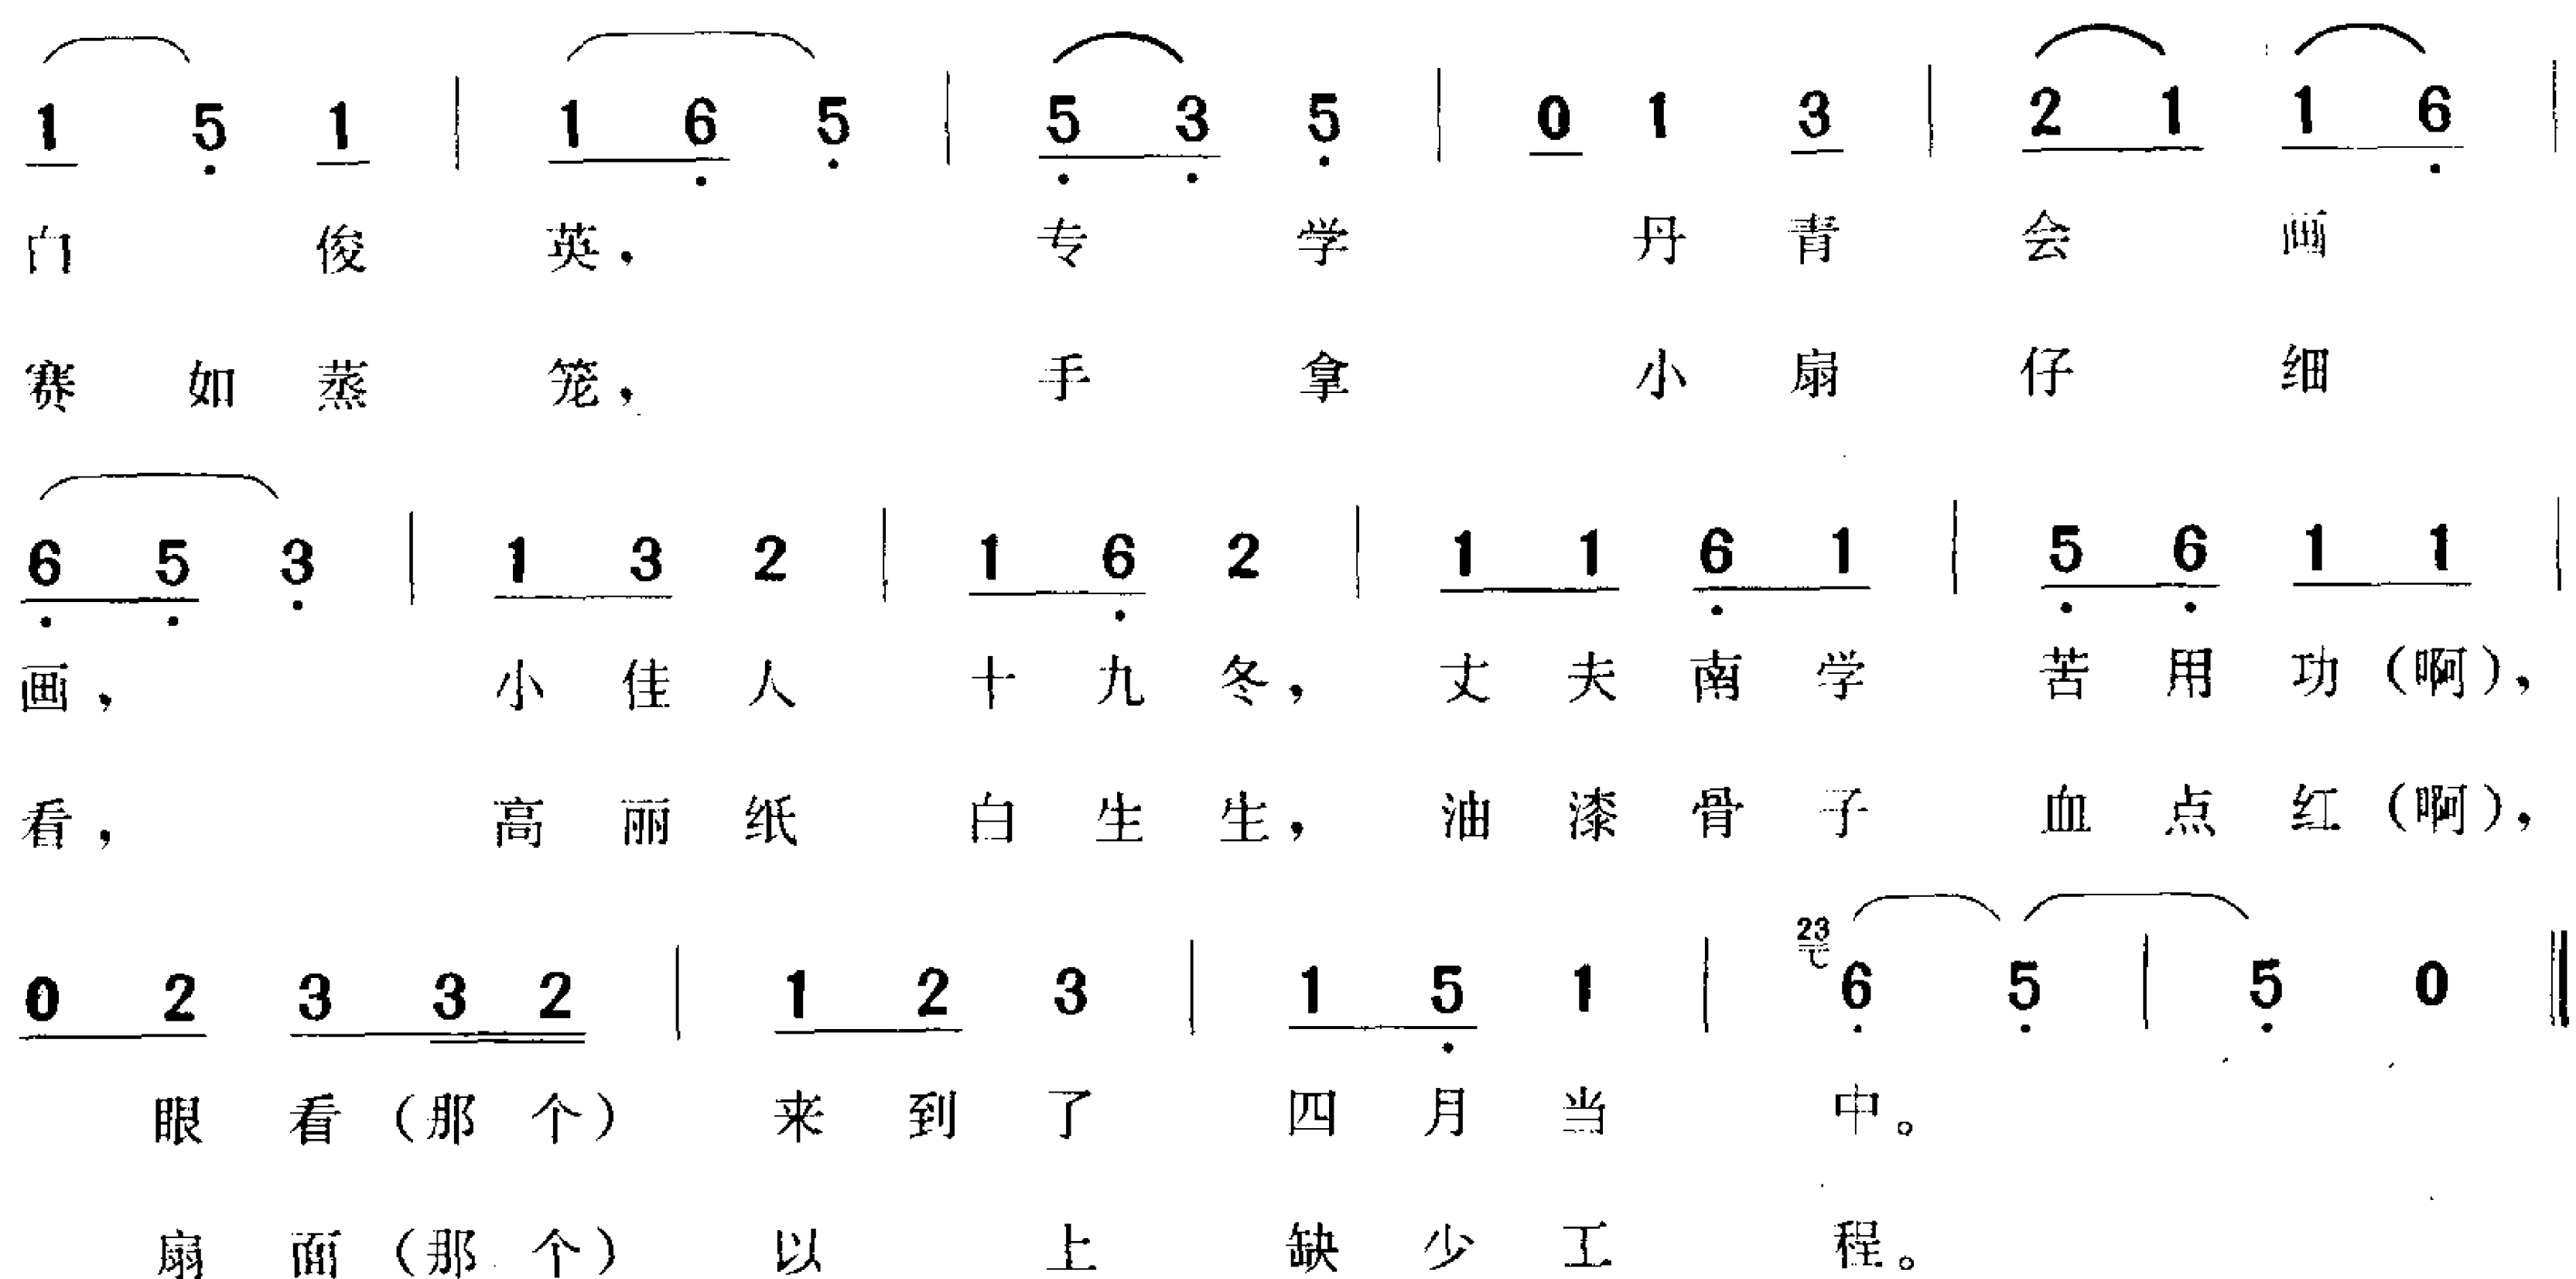 1 5 1 | 1 6 5 | 5 3 5 | 0 1 3 | 2 1 1 6 |
白 俊 英， 专 学 丹 青 会 画
赛 如 蒸 笼， 手 拿 小 扇 仔 细
6 5 3 | 1 3 2 | 1 6 2 | 1 1 6 1 | 5 6 1 1 |
画， 小 佳 人 十 九 冬， 丈 夫 南 学 苦 用 功（啊），
看， 高 丽 纸 白 生 生， 油 漆 骨 子 血 点 红（啊），
0 2 3 3 2 | 1 2 3 | 1 5 1 | 23 6 5 | 5 0 ‖
眼 看（那 个） 来 到 了 四 月 当 中。
扇 面（那 个） 以 上 缺 少 工 程。